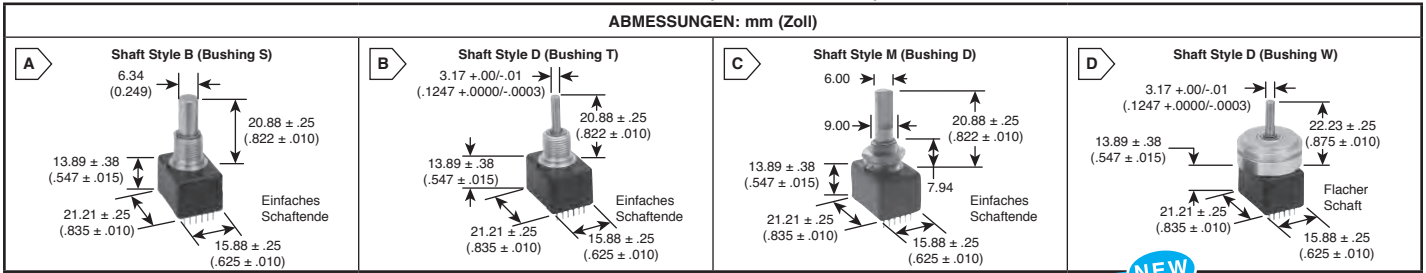 ABMESSUNGEN: mm (Zoll)
A
Shaft Style B (Bushing S)
6.34
(0.249)
20.88 ± .25
(.822 ± .010)
13.89 ± .38
(.547 ± .015)
Einfaches
Schaftende
21.21 ± .25
(.835 ± .010)
15.88 ± .25
(.625 ± .010)
B
Shaft Style D (Bushing T)
3.17 +.00/-.01
(.1247 +.0000/-.0003)
20.88 ± .25
(.822 ± .010)
13.89 ± .38
(.547 ± .015)
Einfaches
Schaftende
21.21 ± .25
(.835 ± .010)
15.88 ± .25
(.625 ± .010)
C
Shaft Style M (Bushing D)
6.00
20.88 ± .25
(.822 ± .010)
9.00
13.89 ± .38
(.547 ± .015)
7.94
Einfaches
Schaftende
21.21 ± .25
(.835 ± .010)
15.88 ± .25
(.625 ± .010)
D
Shaft Style D (Bushing W)
3.17 +.00/-.01
(.1247 +.0000/-.0003)
22.23 ± .25
(.875 ± .010)
13.89 ± .38
(.547 ± .015)
Flacher
Schaft
21.21 ± .25
(.835 ± .010)
15.88 ± .25
(.625 ± .010)
NEW